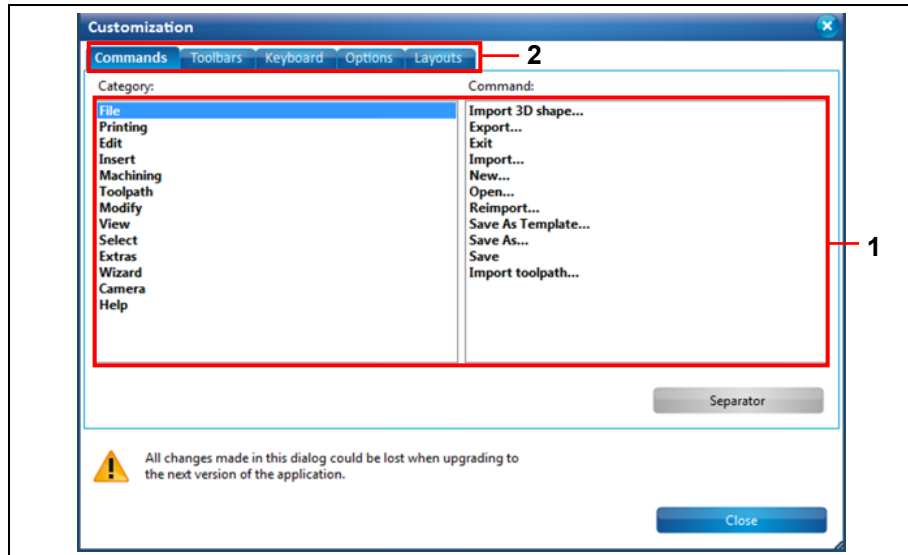 Customization
Commands Toolbars Keyboard Options Layouts
2
Category:
Command:
File
Printing
Edit
Insert
Machining
Toolpath
Modify
View
Select
Extras
Wizard
Camera
Help
Import 3D shape...
Export...
Exit
Import...
New...
Open...
Reimport...
Save As Template...
Save As...
Save
Import toolpath...
1
Separator
All changes made in this dialog could be lost when upgrading to
the next version of the application.
Close